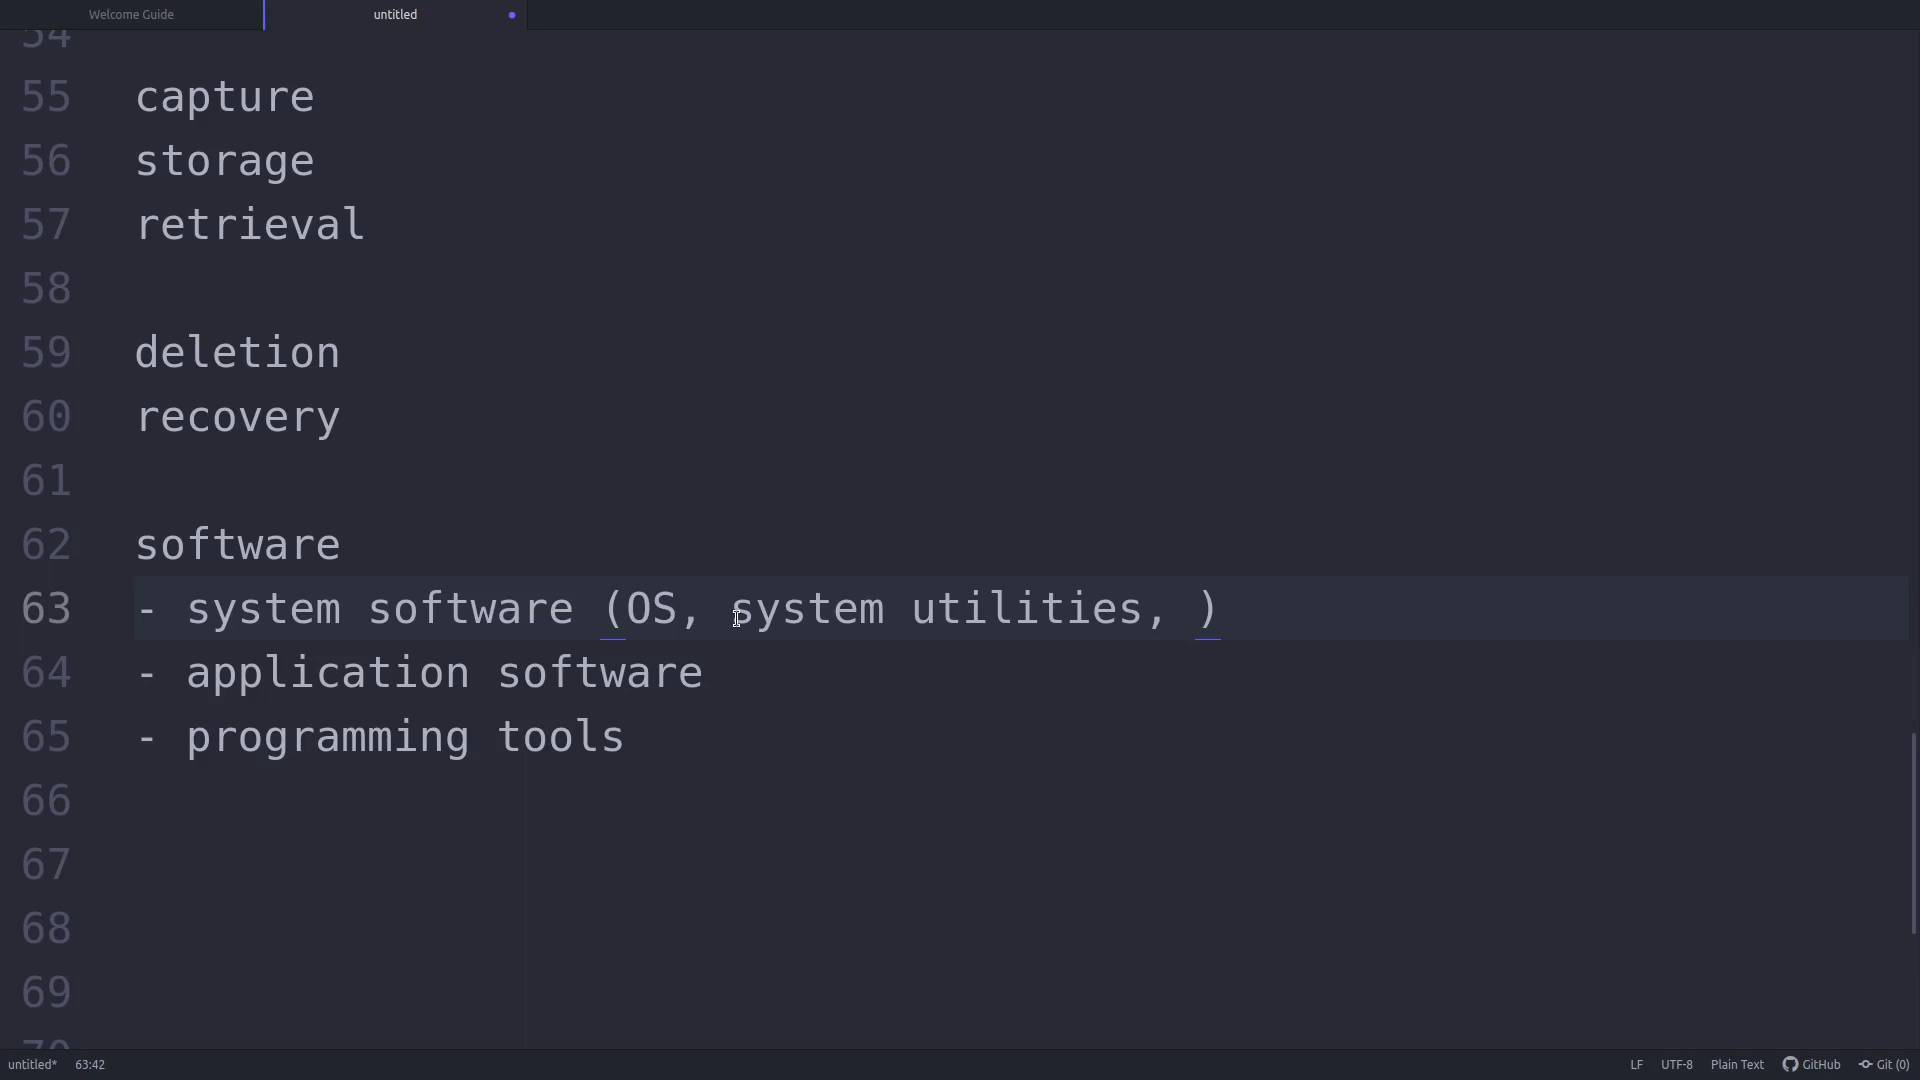 Welcome Guide
untitled
54
55 capture
56 storage
57 retrieval
58
59 deletion
60 recovery
61
62 software
63 - system software (OS, system utilities, )
64 - application software
65 - programming tools
66
67
68
69
70
untitled* 63:42 LF UTF-8 Plain Text GitHub Git (0)